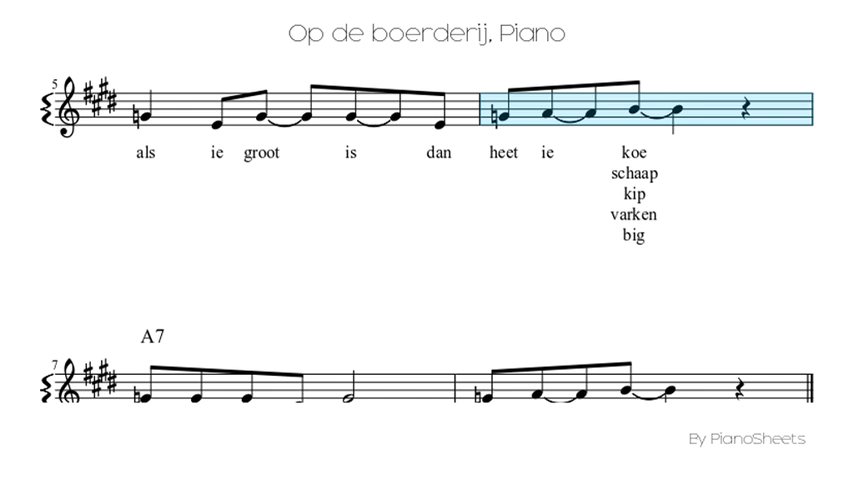 Op de boerderij, Piano
5
als ie groot is dan heet ie koe
schaap
kip
varken
big
A7
7
By PianoSheets